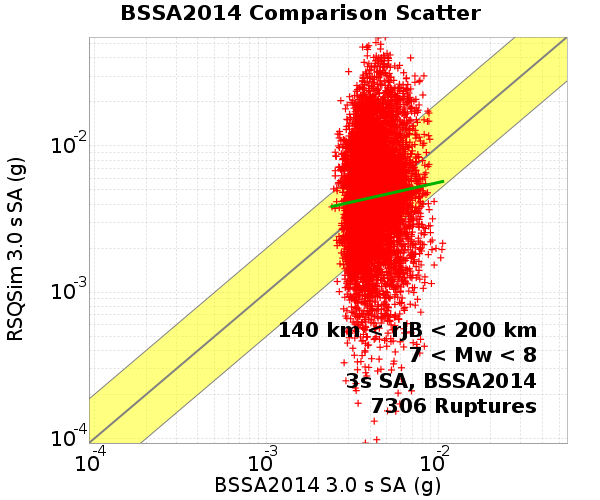 BSSA2014 Comparison Scatter
RSQSim 3.0 s SA (g)
10-2
10-3
10-4
140 km < rJB < 200 km
7 < Mw < 8
3s SA, BSSA2014
7306 Ruptures
10-4 10-3 10-2
BSSA2014 3.0 s SA (g)